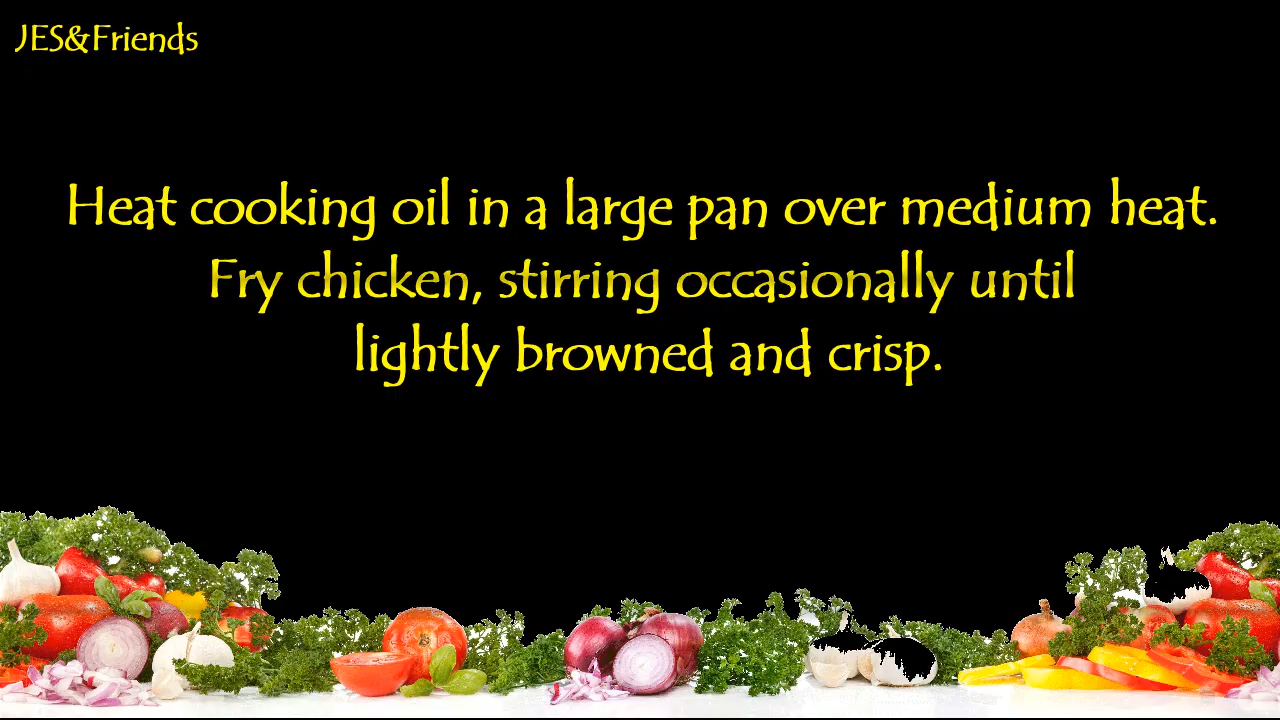 JES&Friends
Heat cooking oil in a large pan over medium heat.
Fry chicken, stirring occasionally until
lightly browned and crisp.